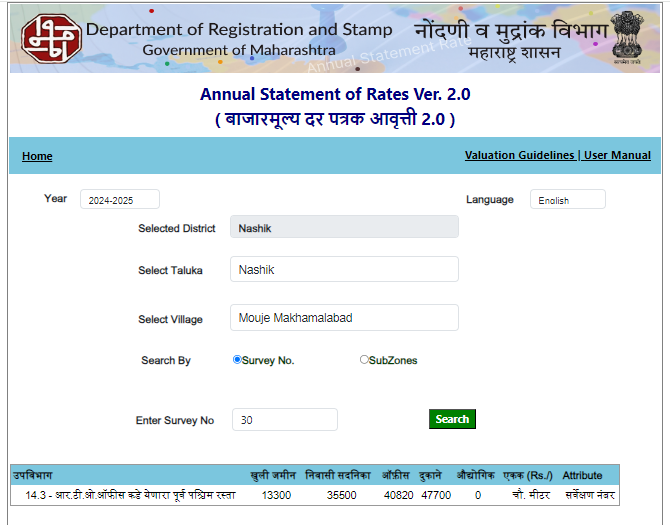 Department of Registration and Stamp
Government of Maharashtra
नोंदणी व मुद्रांक विभाग
महाराष्ट्र शासन
Annual Statement Rate
Annual Statement of Rates Ver. 2.0
( बाजारमूल्य दर पत्रक आवृत्ती 2.0 )
Home Valuation Guidelines | User Manual
Year 2024-2025 Language English
Selected District Nashik
Select Taluka Nashik
Select Village Mouje Makhamalabad
Search By Survey No. SubZones
Enter Survey No 30 Search
उपविभाग खुली जमीन निवासी सदनिका ऑफ़ीस दुकाने औद्योगिक एकक (Rs./) Attribute
14.3 - आर.टी.ओ.ऑफीस कडे येणारा पूर्व पश्चिम रस्ता 13300 35500 40820 47700 0 चौ. मीटर सर्वेक्षण नंबर